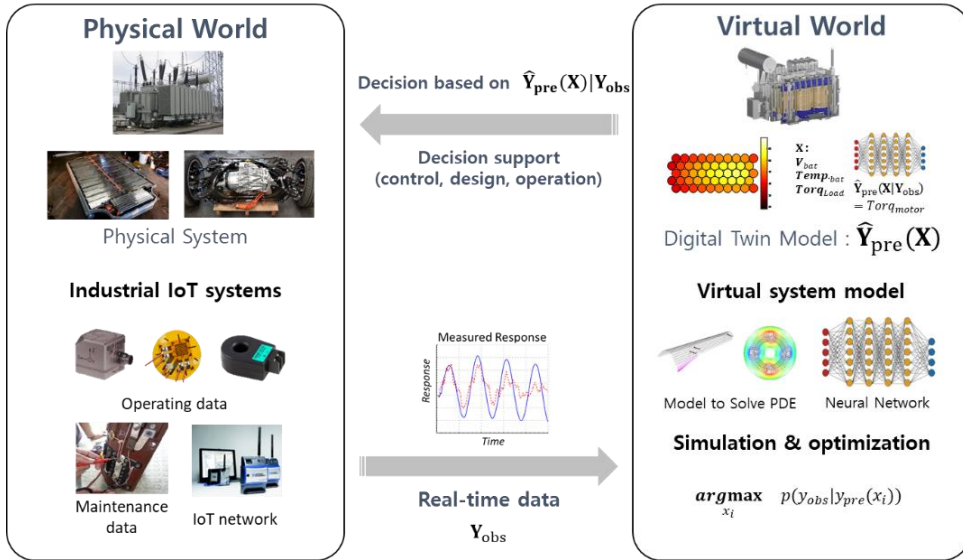 Physical World
Physical System
Industrial IoT systems
Operating data
Maintenance
data
IoT network
Decision based on Ŷpre(X)|Yobs
Decision support
(control, design, operation)
Measured Response
Response
Time
Real-time data
Yobs
Virtual World
X:
Vbat
Temp.bat
TorqLoad
Ŷpre(X|Yobs)
= Torqmotor
Digital Twin Model : Ŷpre(X)
Virtual system model
Model to Solve PDE
Neural Network
Simulation & optimization
argmax p(yobs|ypre(xi))
xi